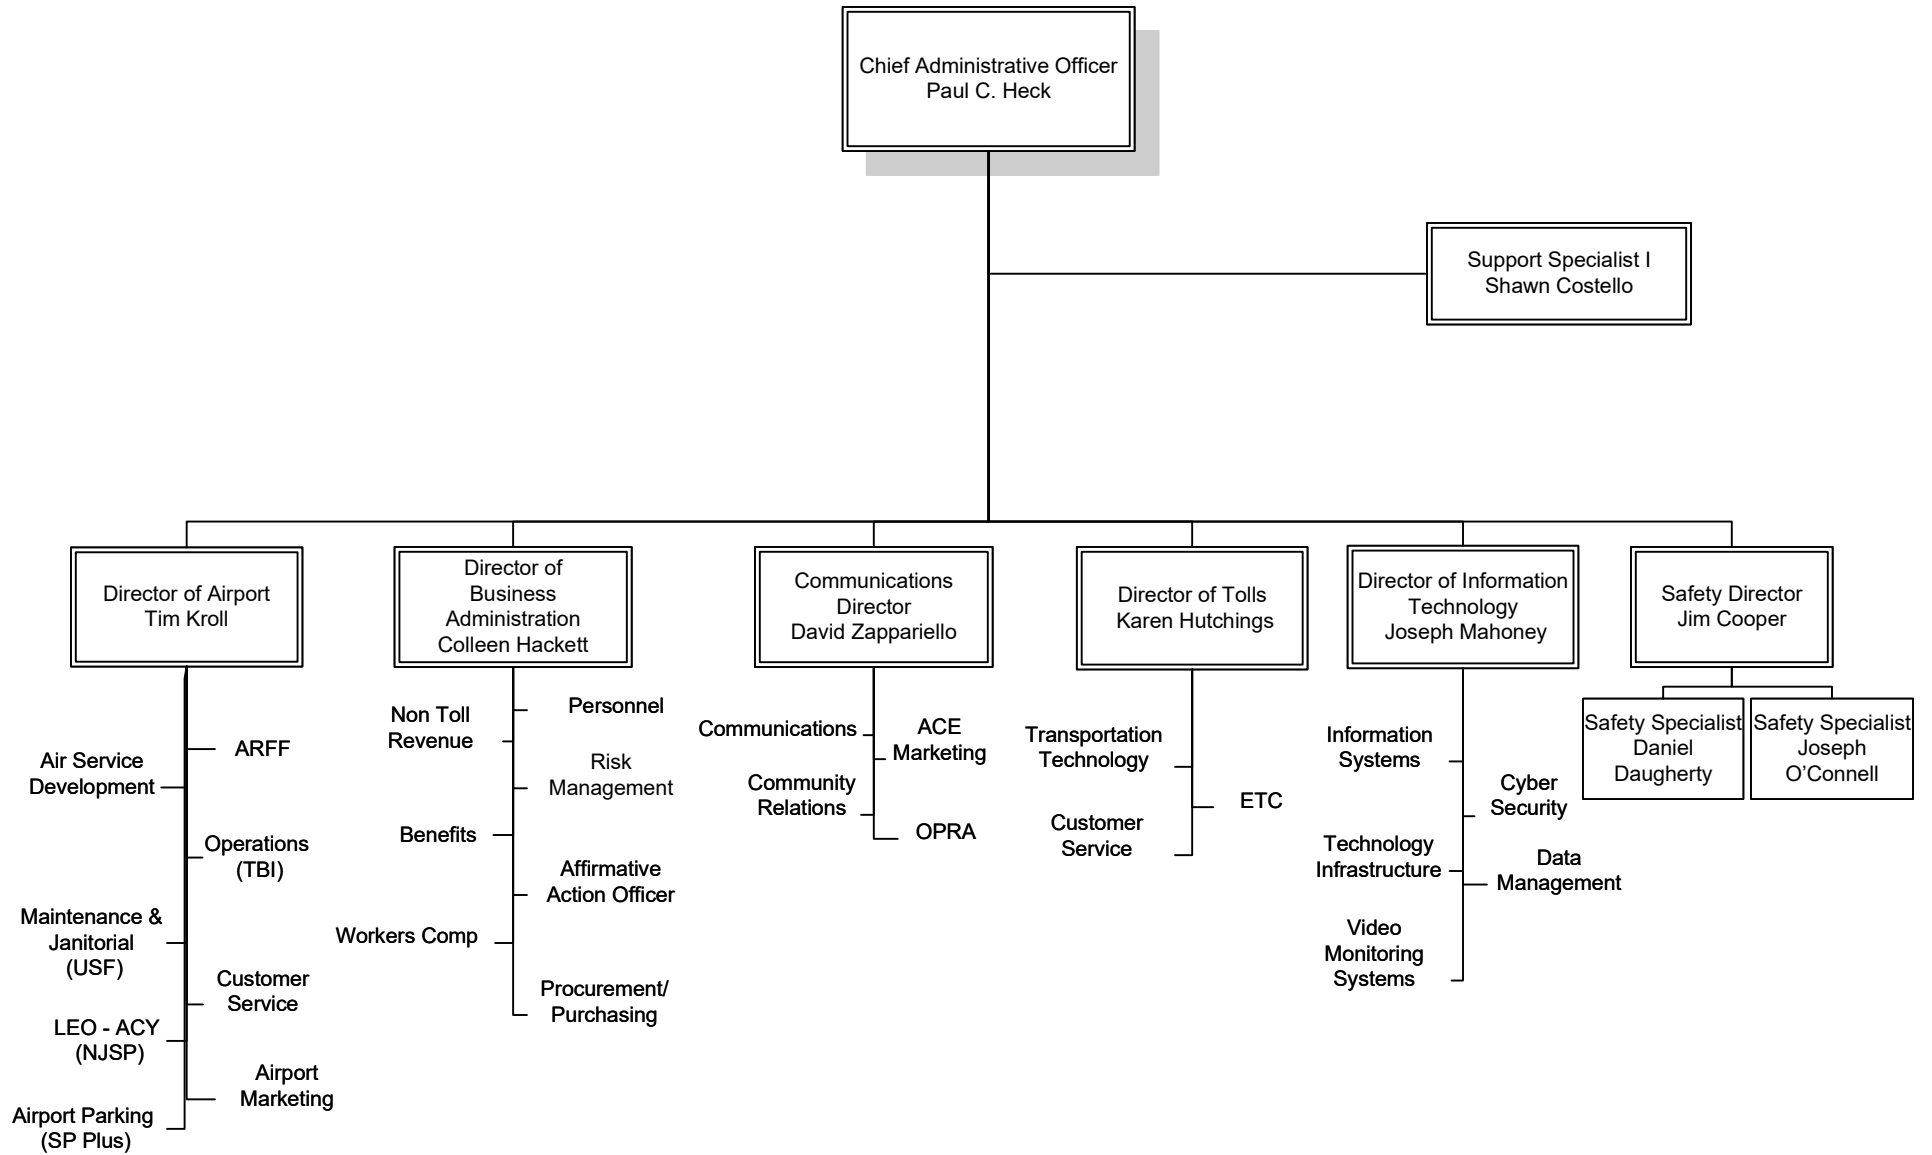 Chief Administrative Officer
Paul C. Heck
Support Specialist I
Shawn Costello
Director of Airport
Tim Kroll
Director of
Business
Administration
Colleen Hackett
Communications
Director
David Zappariello
Director of Tolls
Karen Hutchings
Director of Information
Technology
Joseph Mahoney
Safety Director
Jim Cooper
ARFF
Air Service
Development
Operations
(TBI)
Maintenance &
Janitorial
(USF)
Customer
Service
LEO - ACY
(NJSP)
Airport
Marketing
Airport Parking
(SP Plus)
Personnel
Non Toll
Revenue
Risk
Management
Benefits
Affirmative
Action Officer
Workers Comp
Procurement/
Purchasing
Communications
ACE
Marketing
Community
Relations
OPRA
Transportation
Technology
ETC
Customer
Service
Information
Systems
Cyber
Security
Technology
Infrastructure
Data
Management
Video
Monitoring
Systems
Safety Specialist
Daniel
Daugherty
Safety Specialist
Joseph
O’Connell